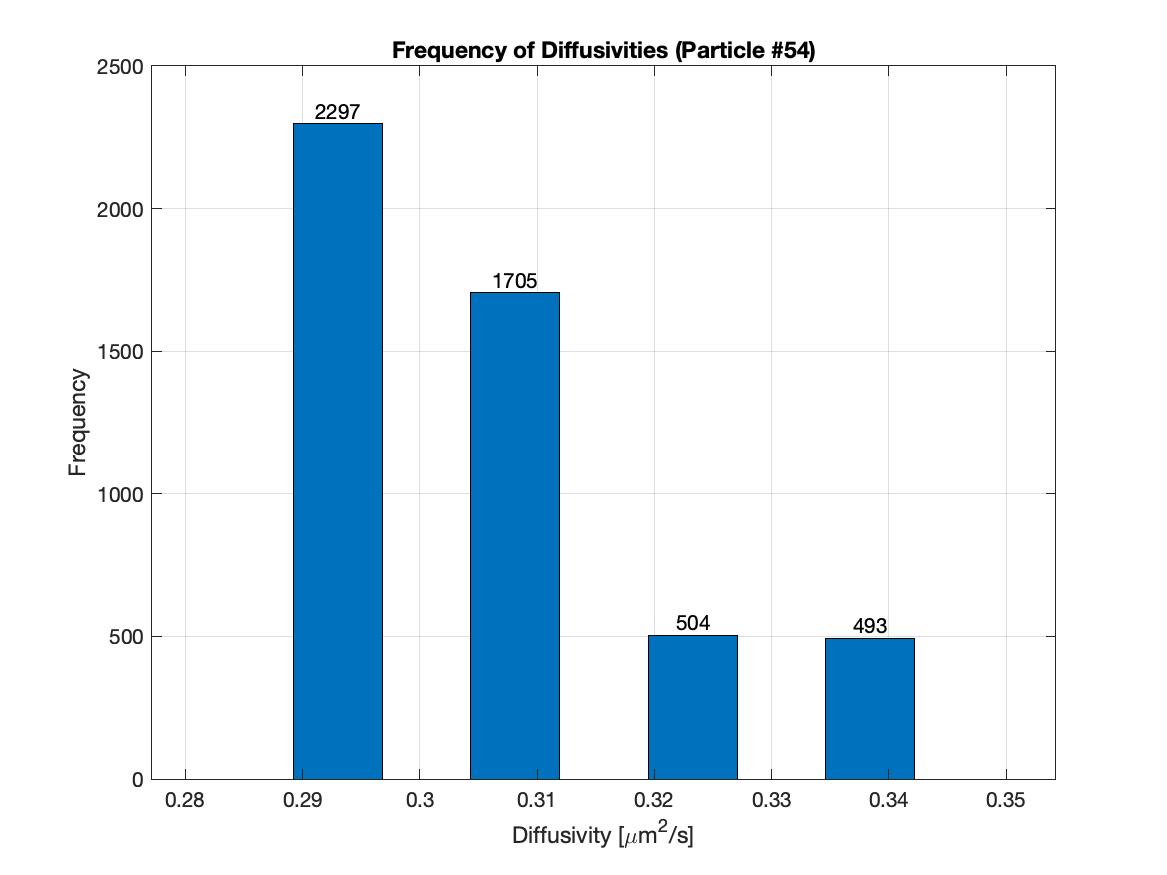 Frequency of Diffusivities (Particle #54)
2500
2000
1500
1000
500
0
Frequency
2297
1705
504
493
0.28 0.29 0.3 0.31 0.32 0.33 0.34 0.35
Diffusivity [μm²/s]